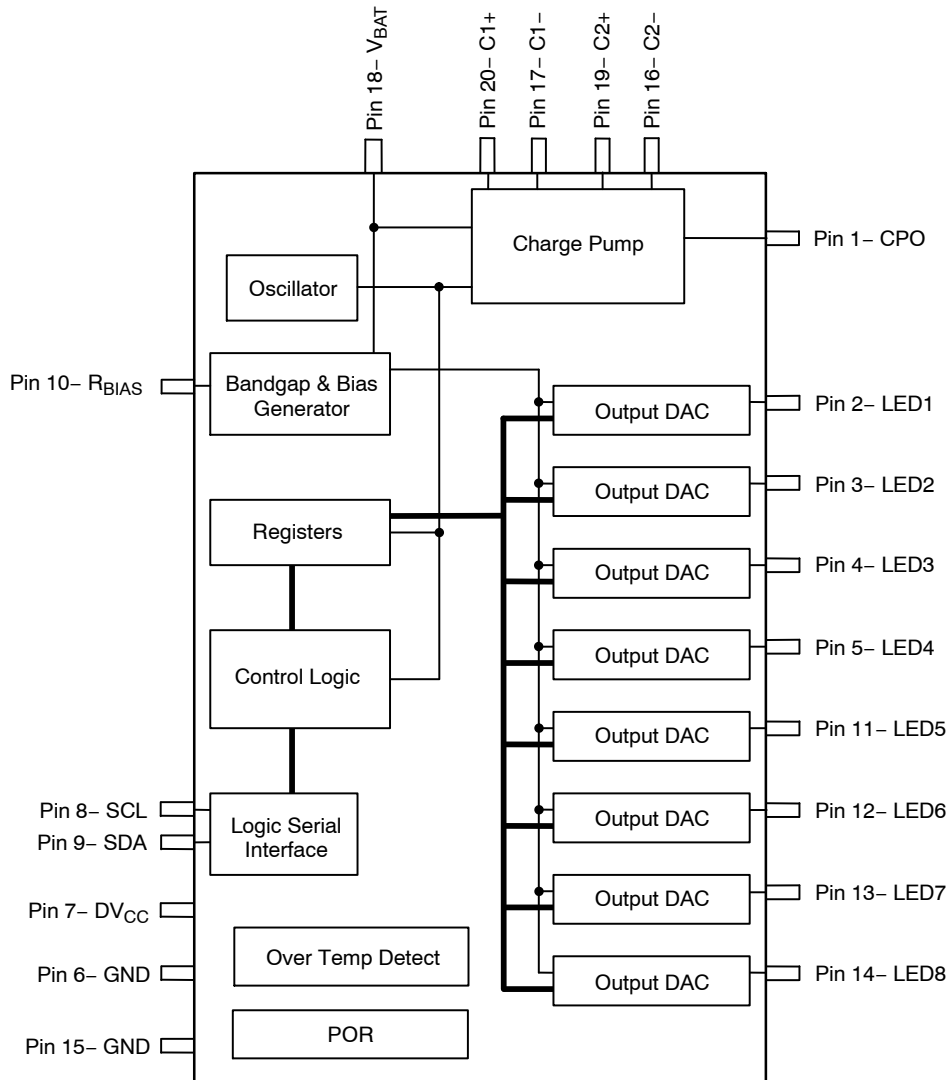 Pin 18– VBAT
Pin 20– C1+
Pin 17– C1–
Pin 19– C2+
Pin 16– C2–
Charge Pump
Pin 1– CPO
Oscillator
Pin 10– RBIAS
Bandgap & Bias
Generator
Output DAC
Pin 2– LED1
Output DAC
Pin 3– LED2
Registers
Output DAC
Pin 4– LED3
Control Logic
Output DAC
Pin 5– LED4
Output DAC
Pin 11– LED5
Pin 8– SCL
Pin 9– SDA
Logic Serial
Interface
Output DAC
Pin 12– LED6
Output DAC
Pin 13– LED7
Pin 7– DVCC
Over Temp Detect
Pin 6– GND
Output DAC
Pin 14– LED8
POR
Pin 15– GND